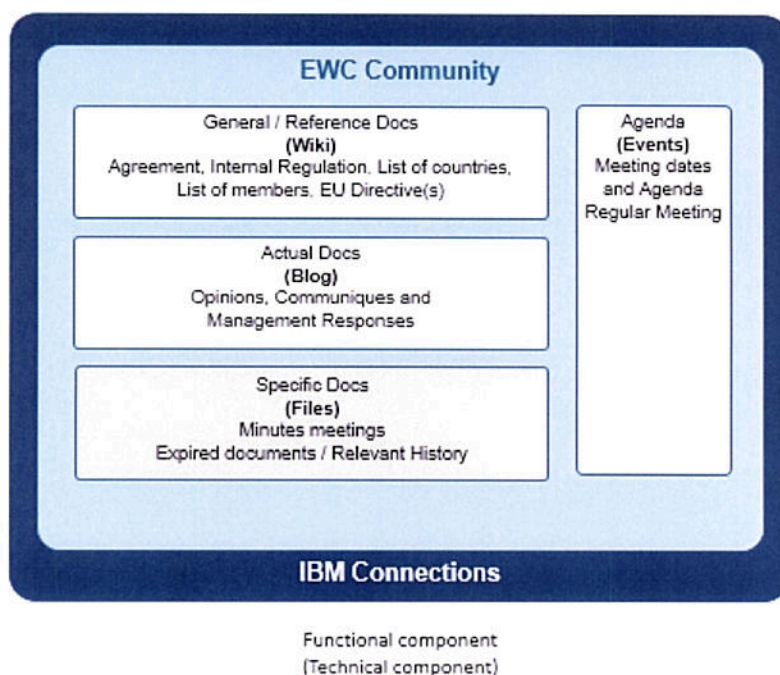 EWC Community
General / Reference Docs
(Wiki)
Agreement, Internal Regulation, List of countries,
List of members, EU Directive(s)
Actual Docs
(Blog)
Opinions, Communiques and
Management Responses
Specific Docs
(Files)
Minutes meetings
Expired documents / Relevant History
Agenda
(Events)
Meeting dates
and Agenda
Regular Meeting
IBM Connections
Functional component
(Technical component)